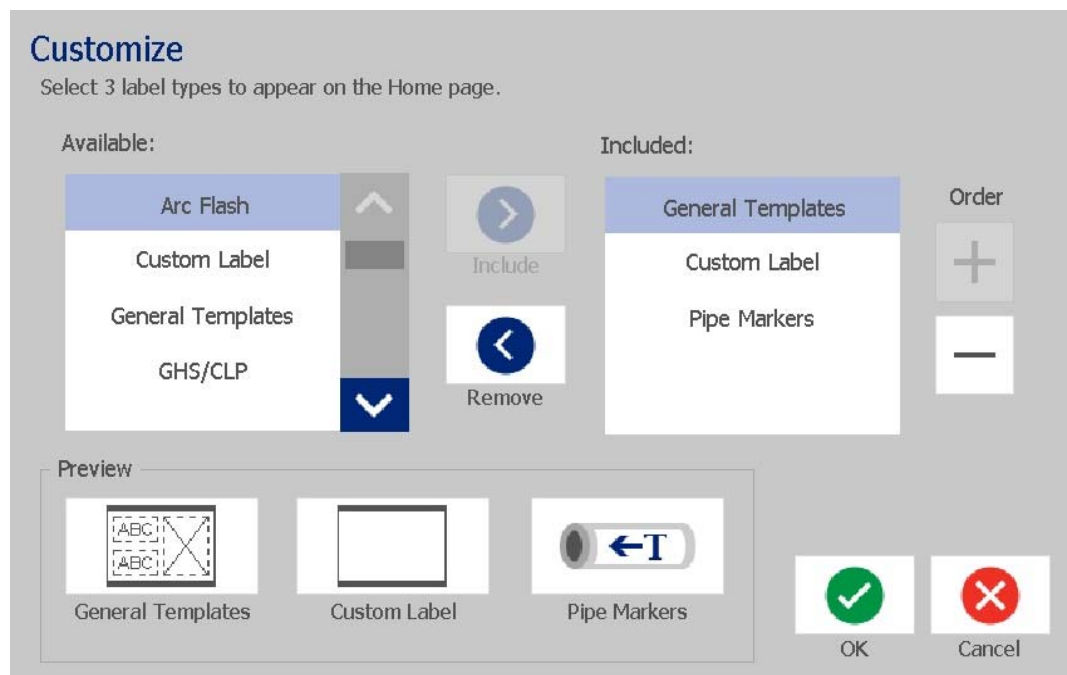 Customize
Select 3 label types to appear on the Home page.
Available:
Included:
Arc Flash
Custom Label
General Templates
GHS/CLP
Include
Remove
General Templates
Custom Label
Pipe Markers
Order
Preview
ABC
ABC
General Templates
Custom Label
T
Pipe Markers
OK
Cancel